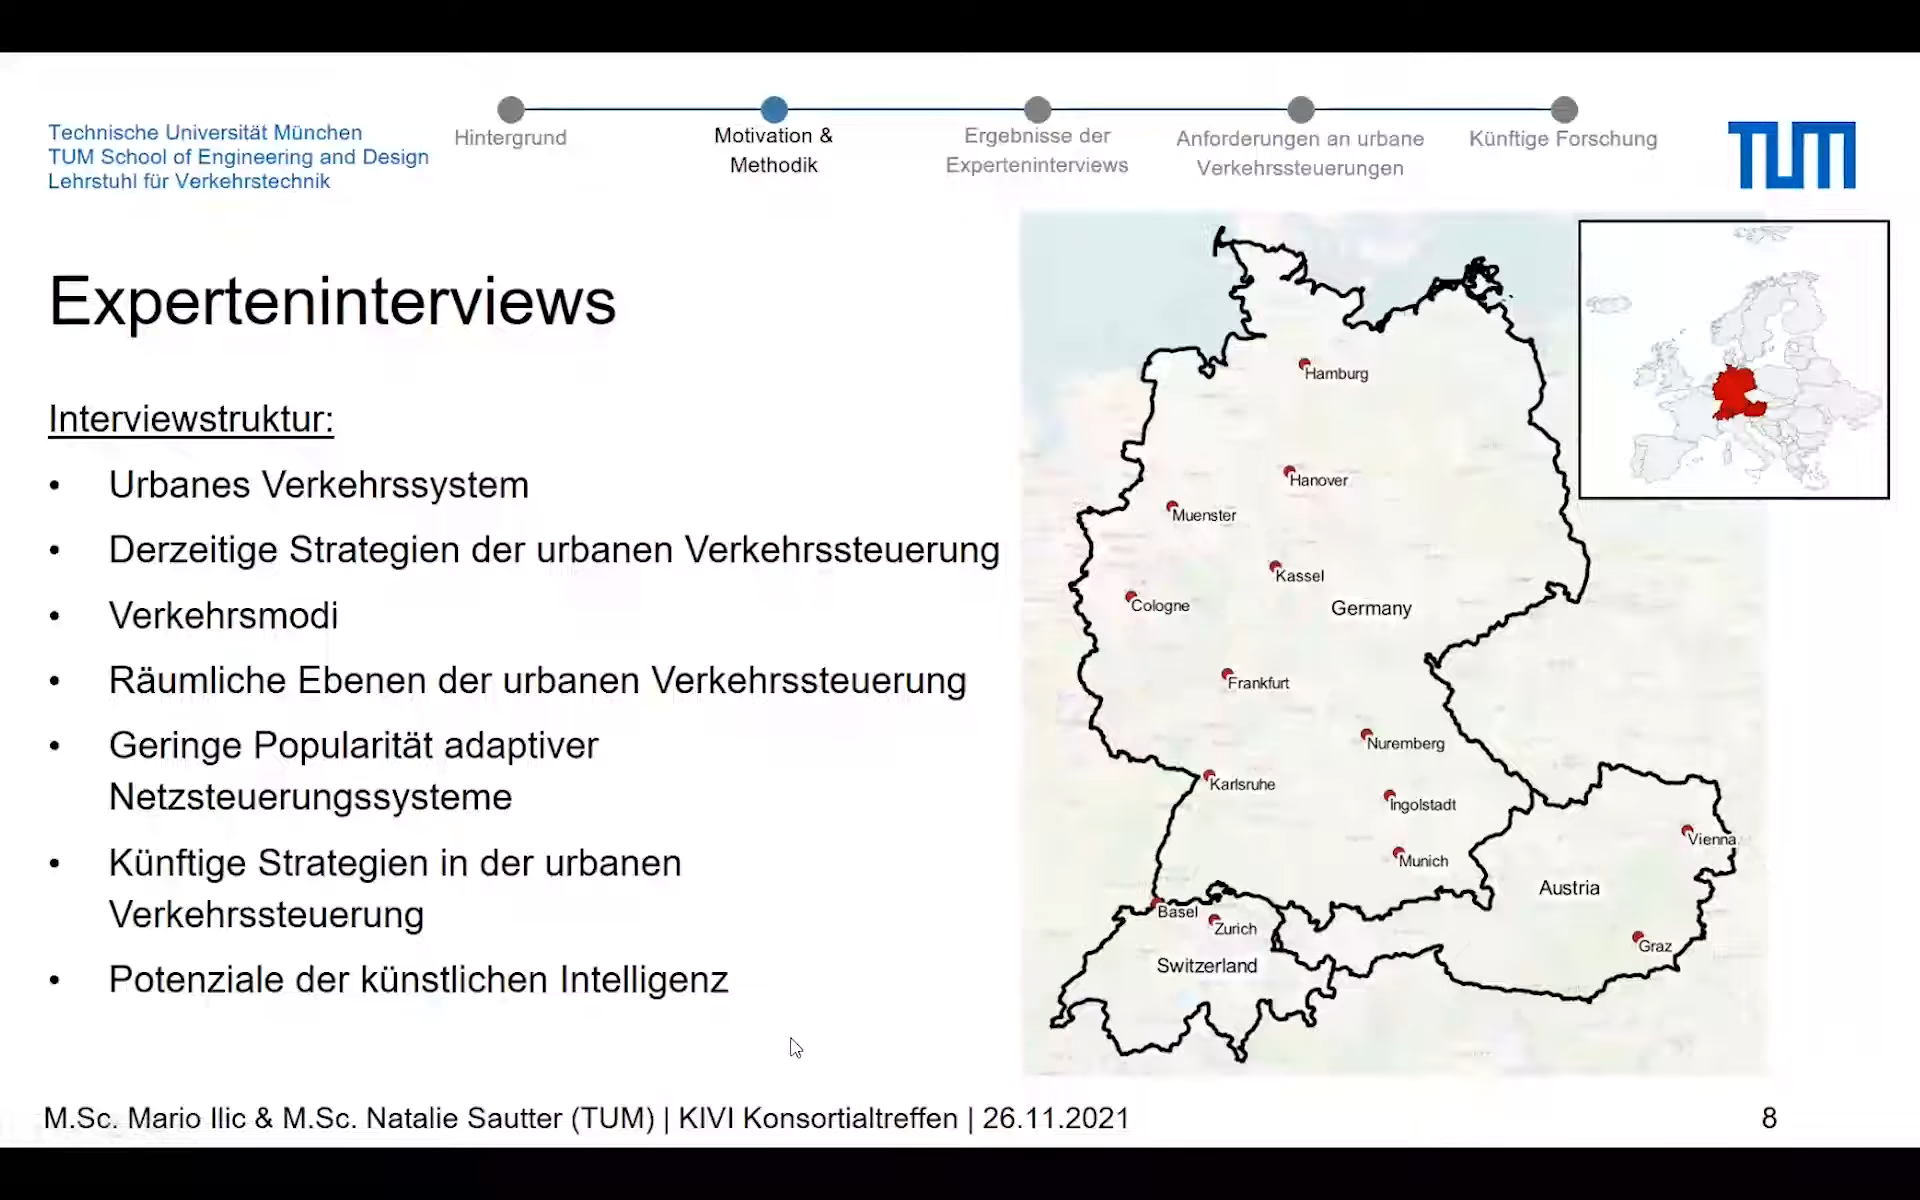 Technische Universität München
TUM School of Engineering and Design
Lehrstuhl für Verkehrstechnik
Hintergrund
Motivation &
Methodik
Ergebnisse der
Experteninterviews
Anforderungen an urbane
Verkehrssteuerungen
Künftige Forschung
TUM
Experteninterviews
Interviewstruktur:
• Urbanes Verkehrssystem
• Derzeitige Strategien der urbanen Verkehrssteuerung
• Verkehrsmodi
• Räumliche Ebenen der urbanen Verkehrssteuerung
• Geringe Popularität adaptiver
Netzsteuerungssysteme
• Künftige Strategien in der urbanen
Verkehrssteuerung
• Potenziale der künstlichen Intelligenz
Hamburg
Hanover
Muenster
Kassel
Cologne
Germany
Frankfurt
Nuremberg
Karlsruhe
Ingolstadt
Vienna
Munich
Austria
Basel
Zurich
Graz
Switzerland
M.Sc. Mario Ilic & M.Sc. Natalie Sautter (TUM) | KIVI Konsortialtreffen | 26.11.2021
8